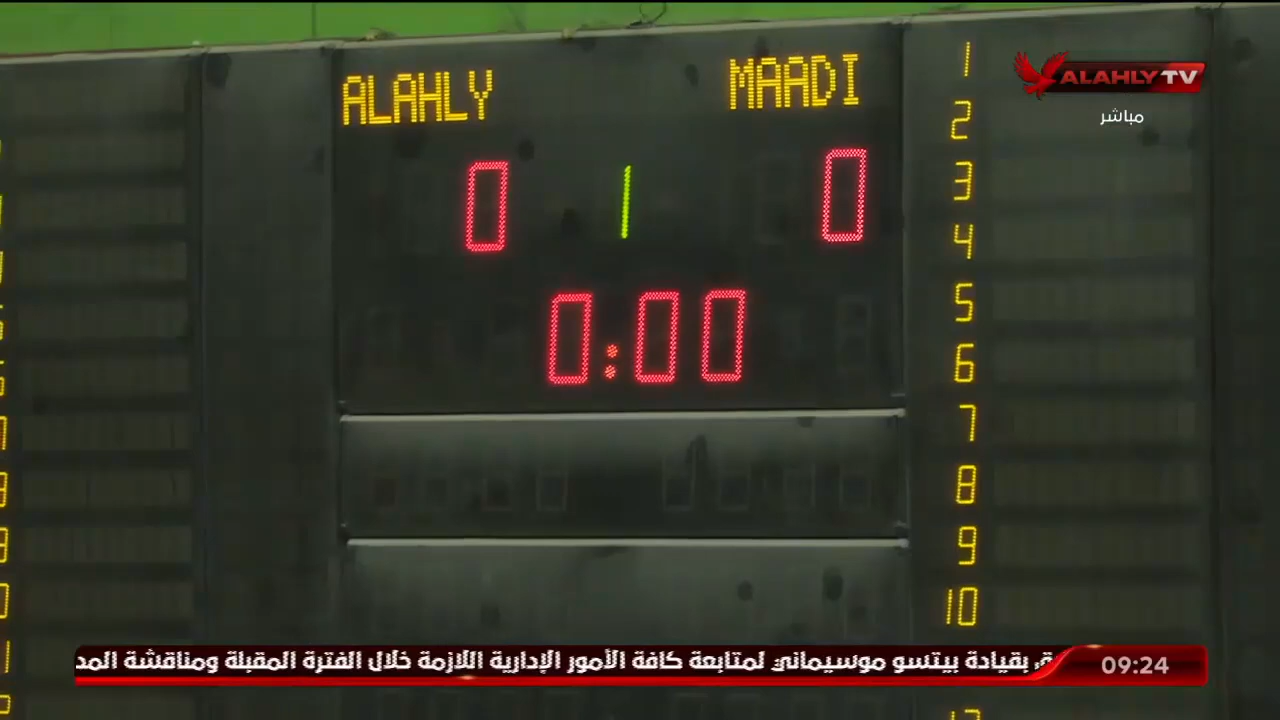 ALAHLY MAADI
0 1 0
0:00
1
2
3
4
5
6
7
8
9
10
ALAHLY TV
مباشر
بقيادة بيتسو موسيماني لمتابعة كافة الأمور الإدارية اللازمة خلال الفترة المقبلة ومناقشة
09:24